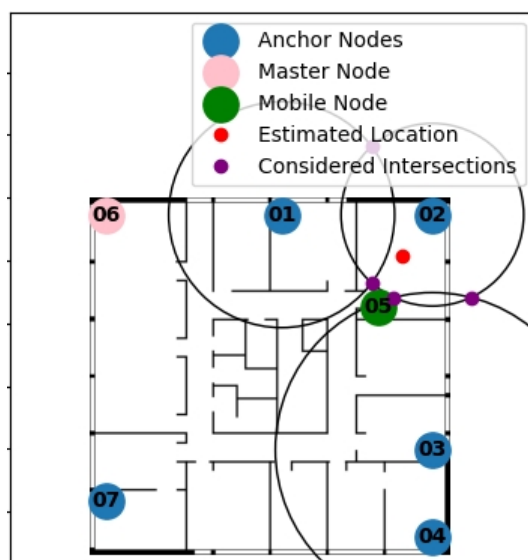 Anchor Nodes
Master Node
Mobile Node
Estimated Location
Considered Intersections
06
01
02
05
03
07
04